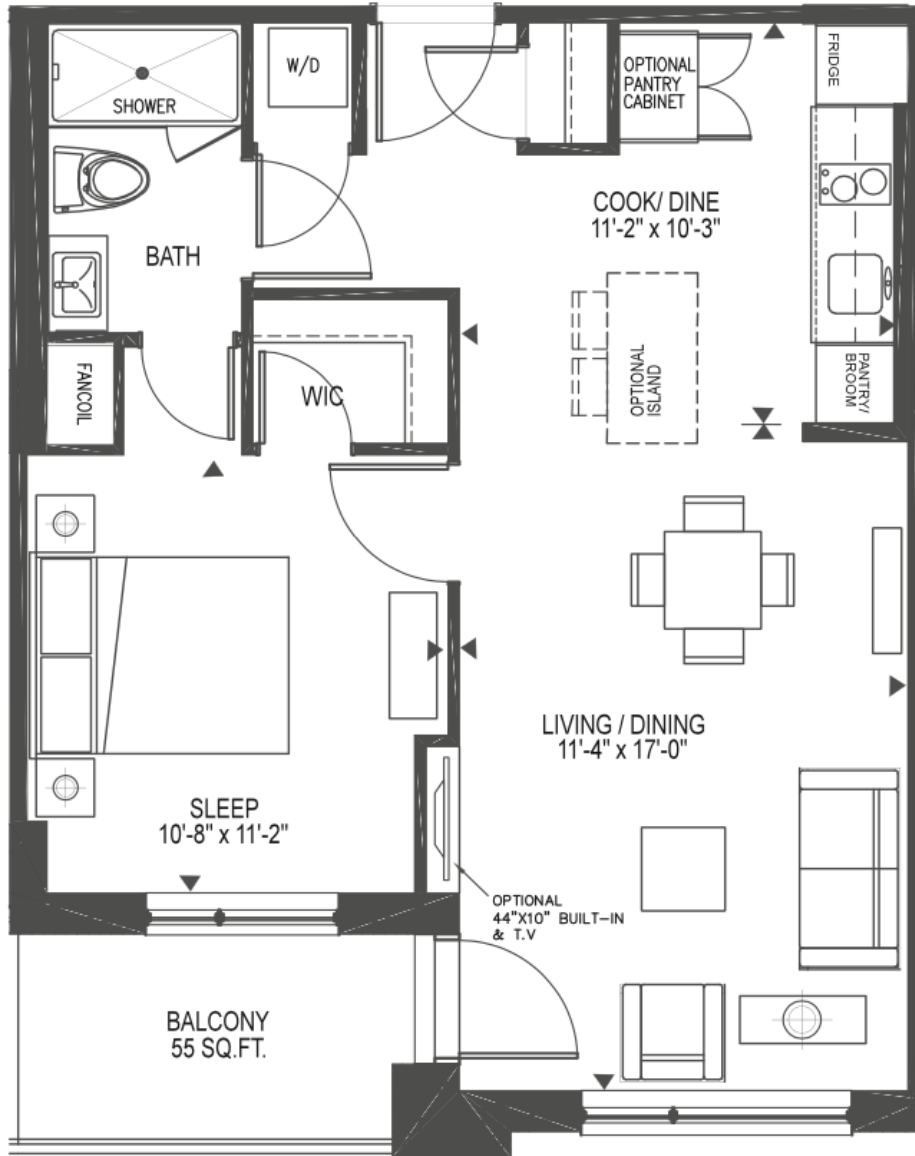 SHOWER
W/D
OPTIONAL
PANTRY
CABINET
FRIDGE
COOK/ DINE
11'-2" x 10'-3"
BATH
FANCOIL
WIC
OPTIONAL
ISLAND
PANTRY/
BROOM
LIVING / DINING
11'-4" x 17'-0"
SLEEP
10'-8" x 11'-2"
OPTIONAL
44"X10" BUILT-IN
& T.V
BALCONY
55 SQ.FT.